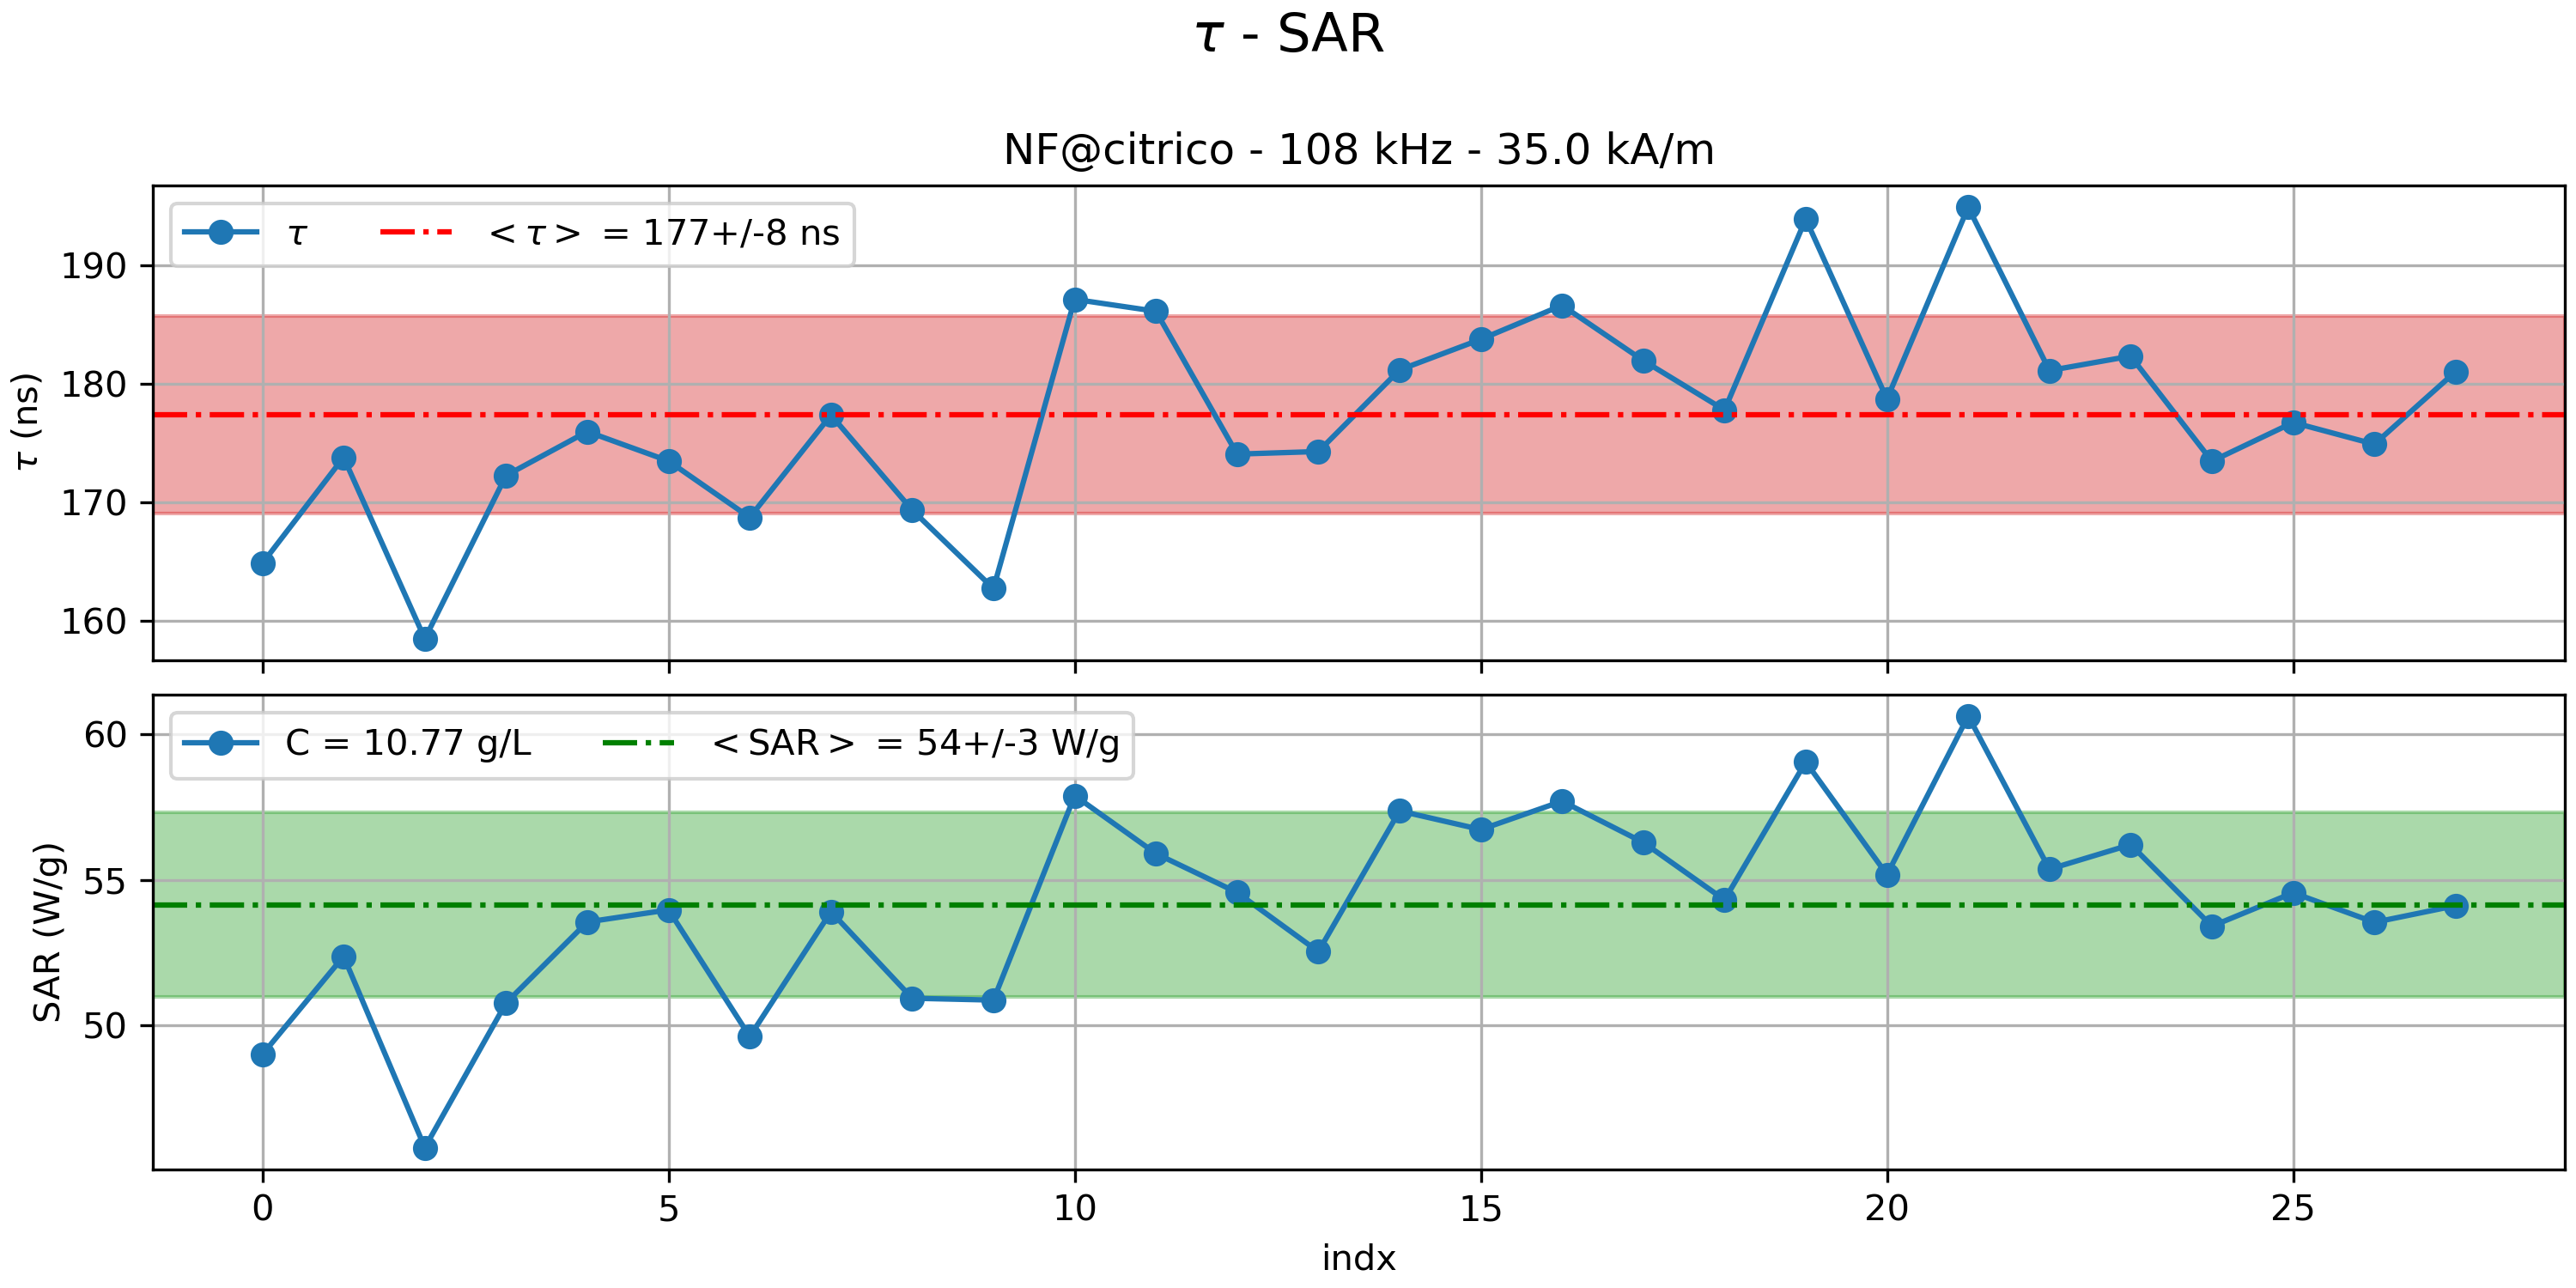 τ - SAR
NF@citrico - 108 kHz - 35.0 kA/m
τ <τ> = 177+/-8 ns
τ (ns)
190
180
170
160
C = 10.77 g/L <SAR> = 54+/-3 W/g
SAR (W/g)
60
55
50
0 5 10 15 20 25
indx